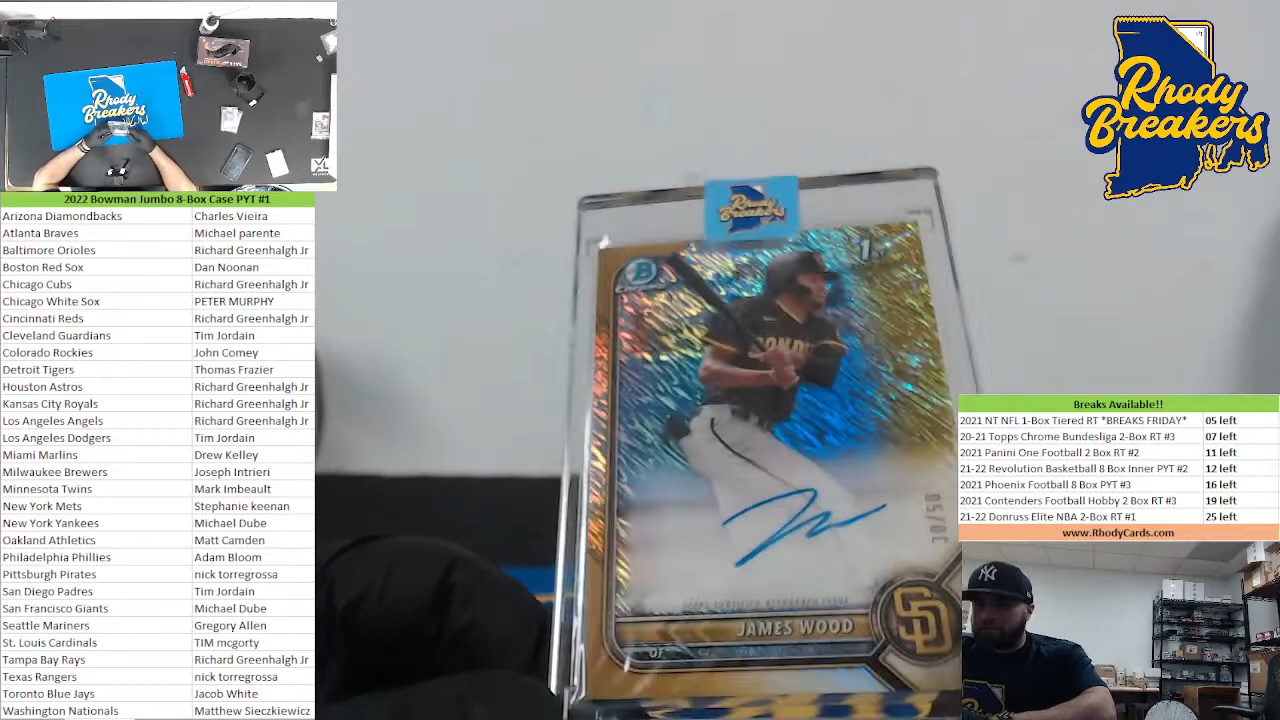 Rhody
Breakers
2022 Bowman Jumbo 8-Box Case PYT #1
Arizona Diamondbacks Charles Vieira
Atlanta Braves Michael parente
Baltimore Orioles Richard Greenhalgh Jr
Boston Red Sox Dan Noonan
Chicago Cubs Richard Greenhalgh Jr
Chicago White Sox PETER MURPHY
Cincinnati Reds Richard Greenhalgh Jr
Cleveland Guardians Tim Jordain
Colorado Rockies John Comey
Detroit Tigers Thomas Frazier
Houston Astros Richard Greenhalgh Jr
Kansas City Royals Richard Greenhalgh Jr
Los Angeles Angels Richard Greenhalgh Jr
Los Angeles Dodgers Tim Jordain
Miami Marlins Drew Kelley
Milwaukee Brewers Joseph Intrieri
Minnesota Twins Mark Imbeault
New York Mets Stephanie keenan
New York Yankees Michael Dube
Oakland Athletics Matt Camden
Philadelphia Phillies Adam Bloom
Pittsburgh Pirates nick torregrossa
San Diego Padres Tim Jordain
San Francisco Giants Michael Dube
Seattle Mariners Gregory Allen
St. Louis Cardinals TIM mcgorty
Tampa Bay Rays Richard Greenhalgh Jr
Texas Rangers nick torregrossa
Toronto Blue Jays Jacob White
Washington Nationals Matthew Sieczkiewicz
Rhody
Breakers
B
1st
JAMES WOOD
OF
SD
Rhody
Breakers
Breaks Available!!
2021 NT NFL 1-Box Tiered RT *BREAKS FRIDAY* 05 left
20-21 Topps Chrome Bundesliga 2-Box RT #3 07 left
2021 Panini One Football 2 Box RT #2 11 left
21-22 Revolution Basketball 8 Box Inner PYT #2 12 left
2021 Phoenix Football 8 Box PYT #3 16 left
2021 Contenders Football Hobby 2 Box RT #3 19 left
21-22 Donruss Elite NBA 2-Box RT #1 25 left
www.RhodyCards.com
NY